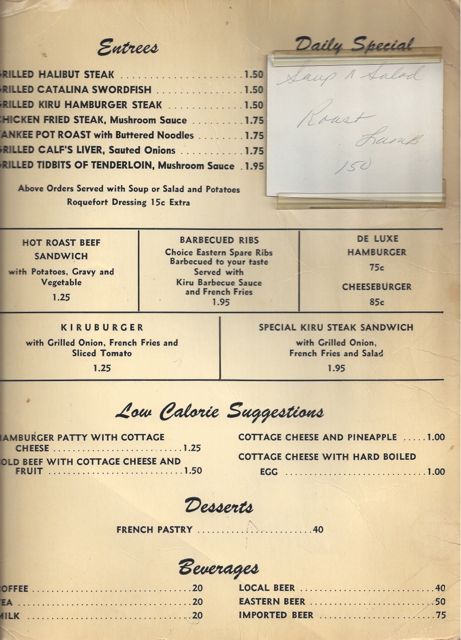 Entrees
RILLED HALIBUT STEAK 1.50
RILLED CATALINA SWORDFISH 1.50
RILLED KIRU HAMBURGER STEAK 1.50
HICKEN FRIED STEAK, Mushroom Sauce 1.75
ANKEE POT ROAST with Buttered Noodles 1.75
RILLED CALF'S LIVER, Sauted Onions 1.75
RILLED TIDBITS OF TENDERLOIN, Mushroom Sauce 1.95
Above Orders Served with Soup or Salad and Potatoes
Roquefort Dressing 15c Extra
Daily Special
Soup r Salad
Roast
Lamb
150
HOT ROAST BEEF
SANDWICH
with Potatoes, Gravy and
Vegetable
1.25
BARBECUED RIBS
Choice Eastern Spare Ribs
Barbecued to your taste
Served with
Kiru Barbecue Sauce
and French Fries
1.95
DE LUXE
HAMBURGER
75c
CHEESEBURGER
85c
KIRUBURGER
with Grilled Onion, French Fries and
Sliced Tomato
1.25
SPECIAL KIRU STEAK SANDWICH
with Grilled Onion,
French Fries and Salad
1.95
Low Calorie Suggestions
AMBURGER PATTY WITH COTTAGE
CHEESE 1.25
OLD BEEF WITH COTTAGE CHEESE AND
FRUIT 1.50
COTTAGE CHEESE AND PINEAPPLE 1.00
COTTAGE CHEESE WITH HARD BOILED
EGG 1.00
Desserts
FRENCH PASTRY 40
Beverages
OFFEE 20
EA 20
MILK 20
LOCAL BEER 40
EASTERN BEER 50
IMPORTED BEER 75